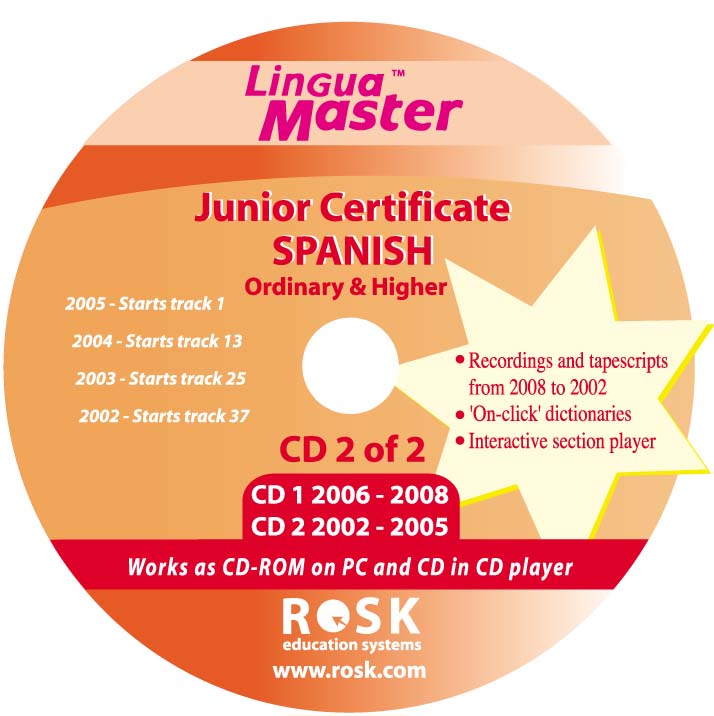 Lingua™
Master
Junior Certificate
SPANISH
Ordinary & Higher
2005 - Starts track 1
2004 - Starts track 13
2003 - Starts track 25
2002 - Starts track 37
• Recordings and tapescripts
from 2008 to 2002
• 'On-click' dictionaries
• Interactive section player
CD 2 of 2
CD 1 2006 - 2008
CD 2 2002 - 2005
Works as CD-ROM on PC and CD in CD player
ROSK
education systems
www.rosk.com